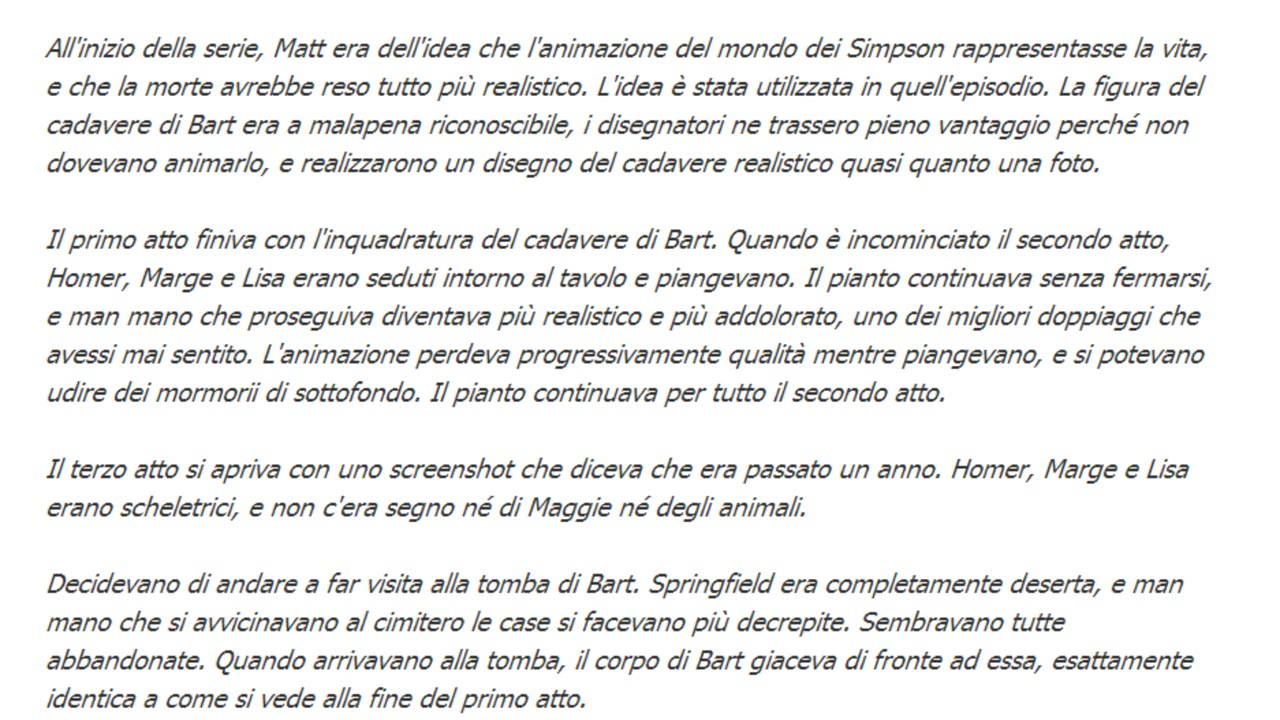 All'inizio della serie, Matt era dell'idea che l'animazione del mondo dei Simpson rappresentasse la vita,
e che la morte avrebbe reso tutto più realistico. L'idea è stata utilizzata in quell'episodio. La figura del
cadavere di Bart era a malapena riconoscibile, i disegnatori ne trassero pieno vantaggio perché non
dovevano animarlo, e realizzarono un disegno del cadavere realistico quasi quanto una foto.
Il primo atto finiva con l'inquadratura del cadavere di Bart. Quando è incominciato il secondo atto,
Homer, Marge e Lisa erano seduti intorno al tavolo e piangevano. Il pianto continuava senza fermarsi,
e man mano che proseguiva diventava più realistico e più addolorato, uno dei migliori doppiaggi che
avessi mai sentito. L'animazione perdeva progressivamente qualità mentre piangevano, e si potevano
udire dei mormorii di sottofondo. Il pianto continuava per tutto il secondo atto.
Il terzo atto si apriva con uno screenshot che diceva che era passato un anno. Homer, Marge e Lisa
erano scheletrici, e non c'era segno né di Maggie né degli animali.
Decidevano di andare a far visita alla tomba di Bart. Springfield era completamente deserta, e man
mano che si avvicinavano al cimitero le case si facevano più decrepite. Sembravano tutte
abbandonate. Quando arrivavano alla tomba, il corpo di Bart giaceva di fronte ad essa, esattamente
identica a come si vede alla fine del primo atto.